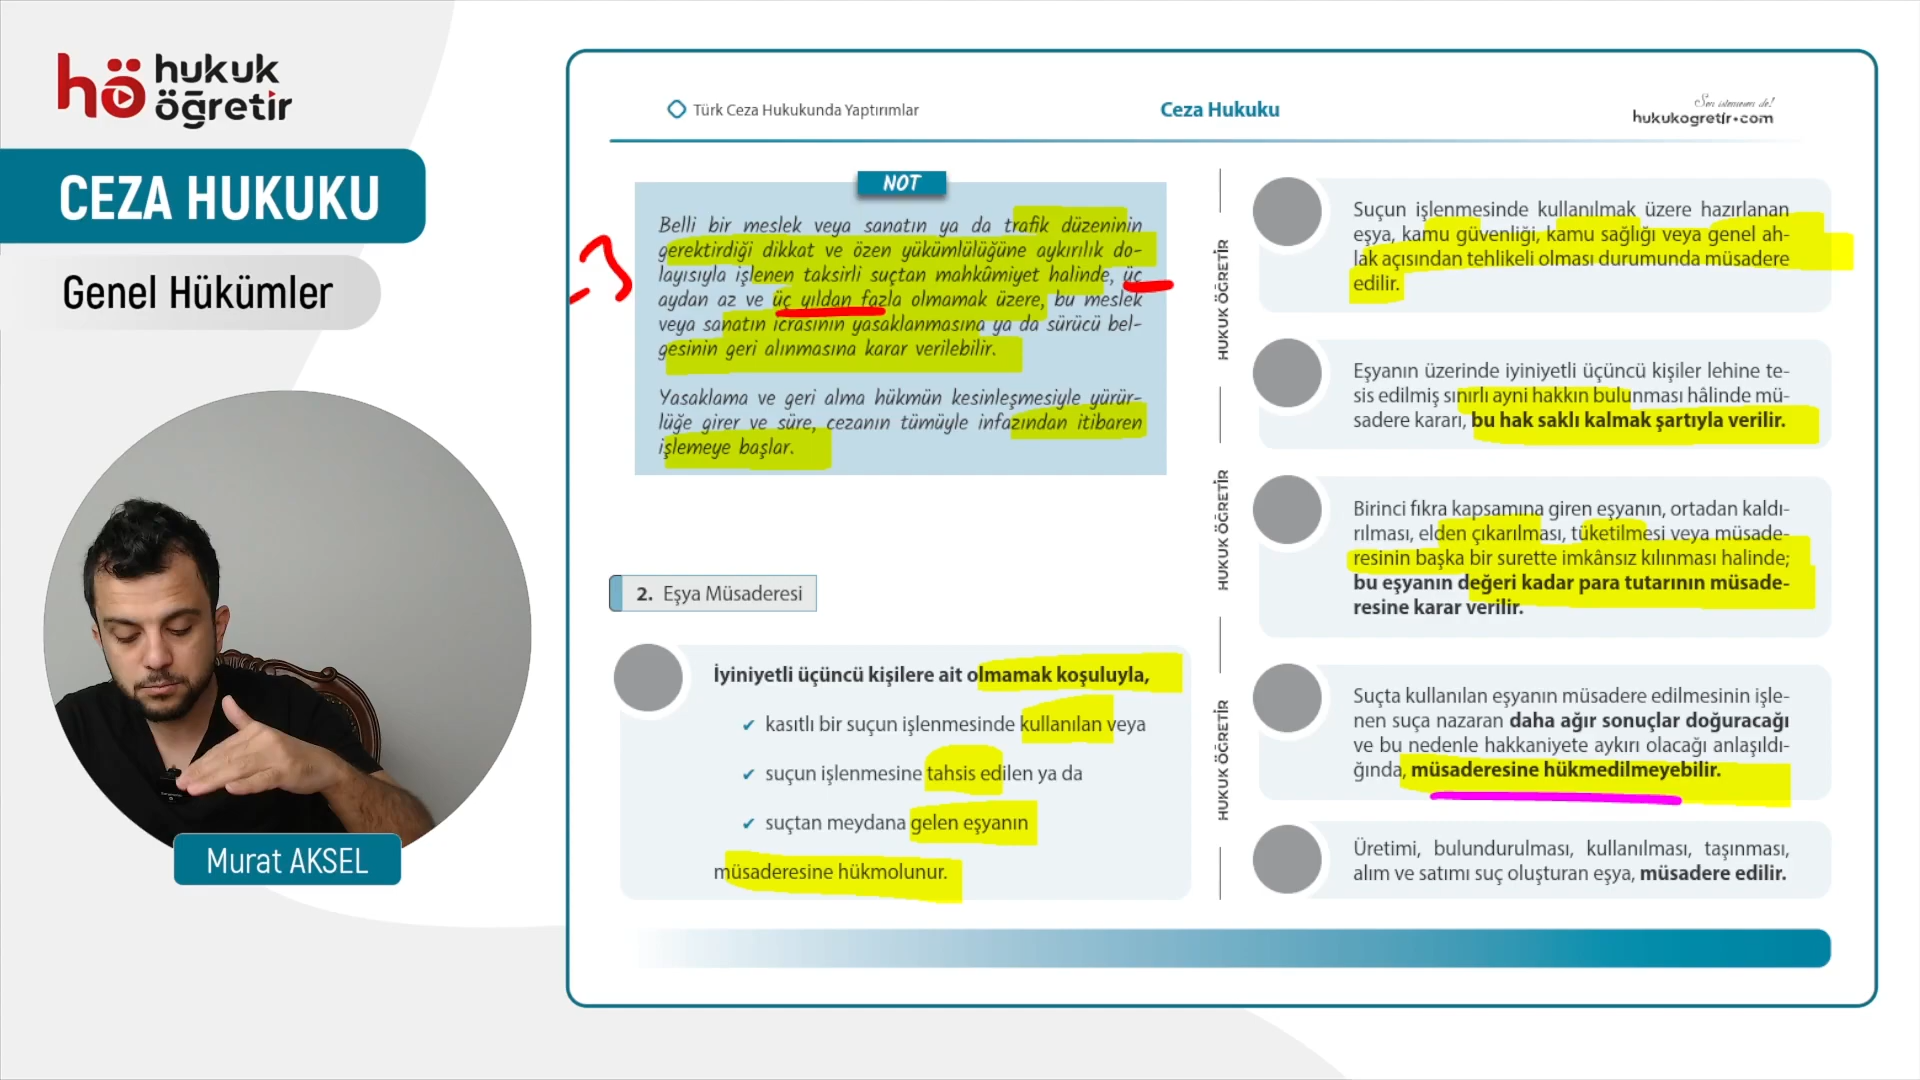 hö hukuk
öğretir
CEZA HUKUKU
Genel Hükümler
Murat AKSEL
Türk Ceza Hukukunda Yaptırımlar
Ceza Hukuku
Sen istemesen de!
hukukogretir.com
NOT
Belli bir meslek veya sanatın ya da trafik düzeninin
gerektirdiği dikkat ve özen yükümlülüğüne aykırılık do-
layısıyla işlenen taksirli suçtan mahkûmiyet halinde, üç
aydan az ve üç yıldan fazla olmamak üzere, bu meslek
veya sanatın icrasının yasaklanmasına ya da sürücü bel-
gesinin geri alınmasına karar verilebilir.
Yasaklama ve geri alma hükmün kesinleşmesiyle yürür-
lüğe girer ve süre, cezanın tümüyle infazından itibaren
işlemeye başlar.
2. Eşya Müsaderesi
İyiniyetli üçüncü kişilere ait olmamak koşuluyla,
✔ kasıtlı bir suçun işlenmesinde kullanılan veya
✔ suçun işlenmesine tahsis edilen ya da
✔ suçtan meydana gelen eşyanın
müsaderesine hükmolunur.
HUKUK ÖĞRETİR
HUKUK ÖĞRETİR
HUKUK ÖĞRETİR
Suçun işlenmesinde kullanılmak üzere hazırlanan
eşya, kamu güvenliği, kamu sağlığı veya genel ah-
lak açısından tehlikeli olması durumunda müsadere
edilir.
Eşyanın üzerinde iyiniyetli üçüncü kişiler lehine te-
sis edilmiş sınırlı ayni hakkın bulunması hâlinde mü-
sadere kararı, bu hak saklı kalmak şartıyla verilir.
Birinci fıkra kapsamına giren eşyanın, ortadan kaldı-
rılması, elden çıkarılması, tüketilmesi veya müsade-
resinin başka bir surette imkânsız kılınması halinde;
bu eşyanın değeri kadar para tutarının müsade-
resine karar verilir.
Suçta kullanılan eşyanın müsadere edilmesinin işle-
nen suça nazaran daha ağır sonuçlar doğuracağı
ve bu nedenle hakkaniyete aykırı olacağı anlaşıldı-
ğında, müsaderesine hükmedilmeyebilir.
Üretimi, bulundurulması, kullanılması, taşınması,
alım ve satımı suç oluşturan eşya, müsadere edilir.